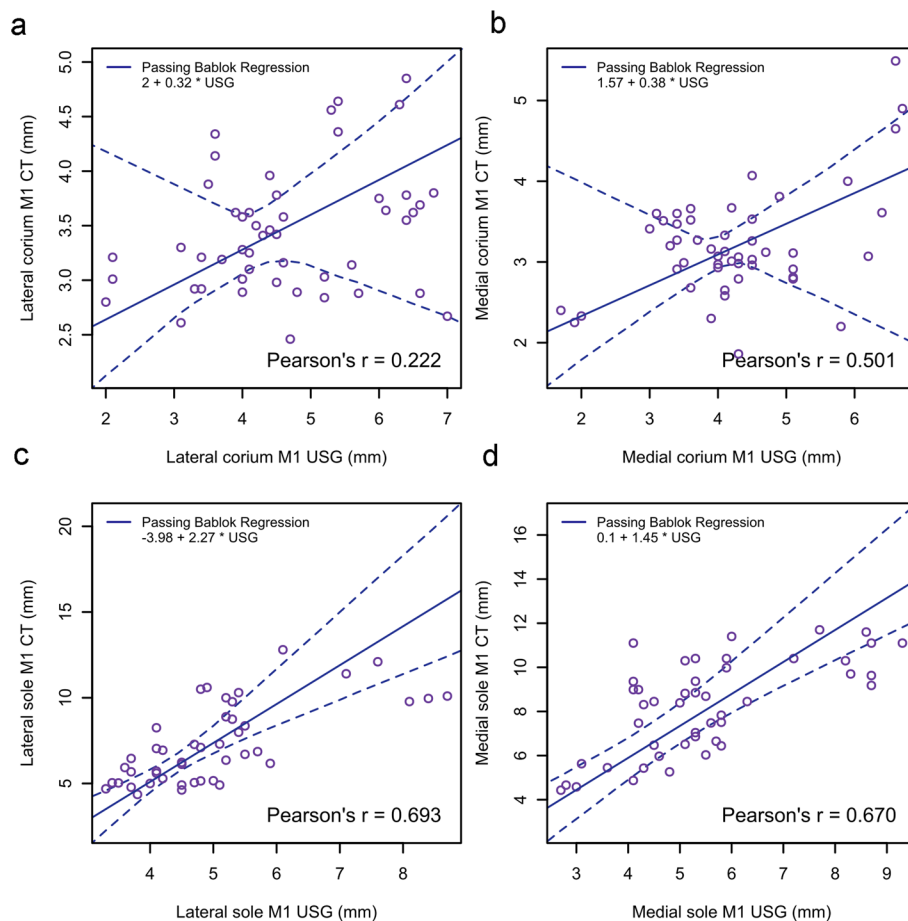 a
Passing Bablok Regression
2 + 0.32 * USG
Lateral corium M1 CT (mm)
5.0
4.5
4.0
3.5
3.0
2.5
Pearson's r = 0.222
2 3 4 5 6 7
Lateral corium M1 USG (mm)
b
Passing Bablok Regression
1.57 + 0.38 * USG
Medial corium M1 CT (mm)
5
4
3
2
Pearson's r = 0.501
2 3 4 5 6
Medial corium M1 USG (mm)
c
Passing Bablok Regression
-3.98 + 2.27 * USG
Lateral sole M1 CT (mm)
20
15
10
5
Pearson's r = 0.693
4 5 6 7 8
Lateral sole M1 USG (mm)
d
Passing Bablok Regression
0.1 + 1.45 * USG
Medial sole M1 CT (mm)
16
14
12
10
8
6
4
Pearson's r = 0.670
3 4 5 6 7 8 9
Medial sole M1 USG (mm)